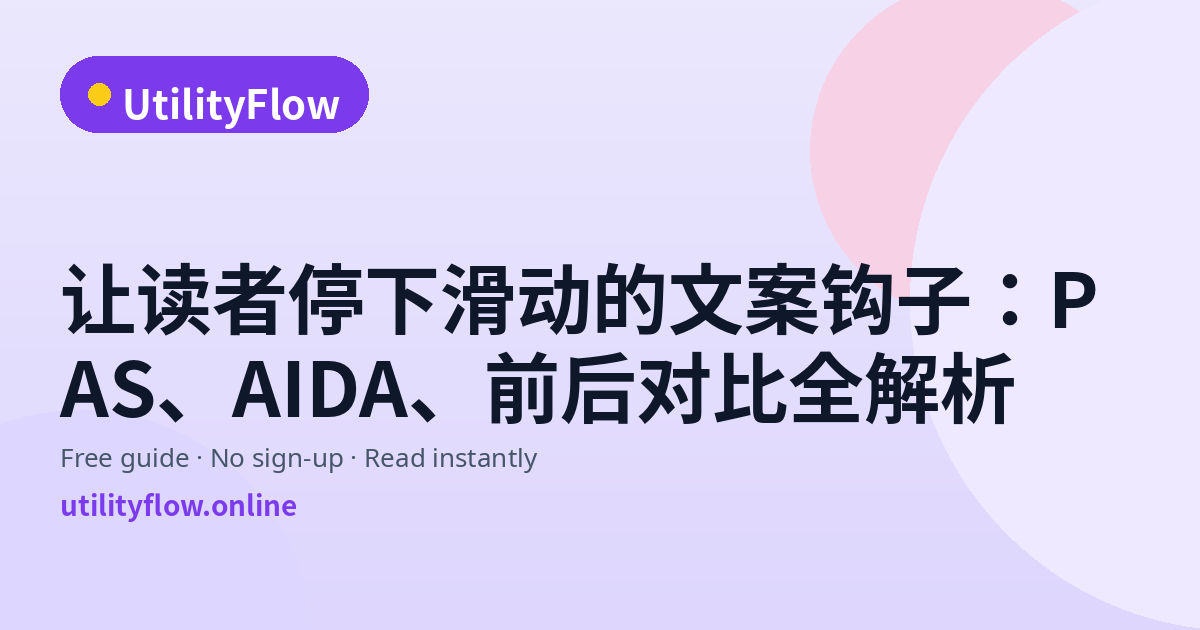 UtilityFlow
让读者停下滑动的文案钩子：P
AS、AIDA、前后对比全解析
Free guide · No sign-up · Read instantly
utilityflow.online